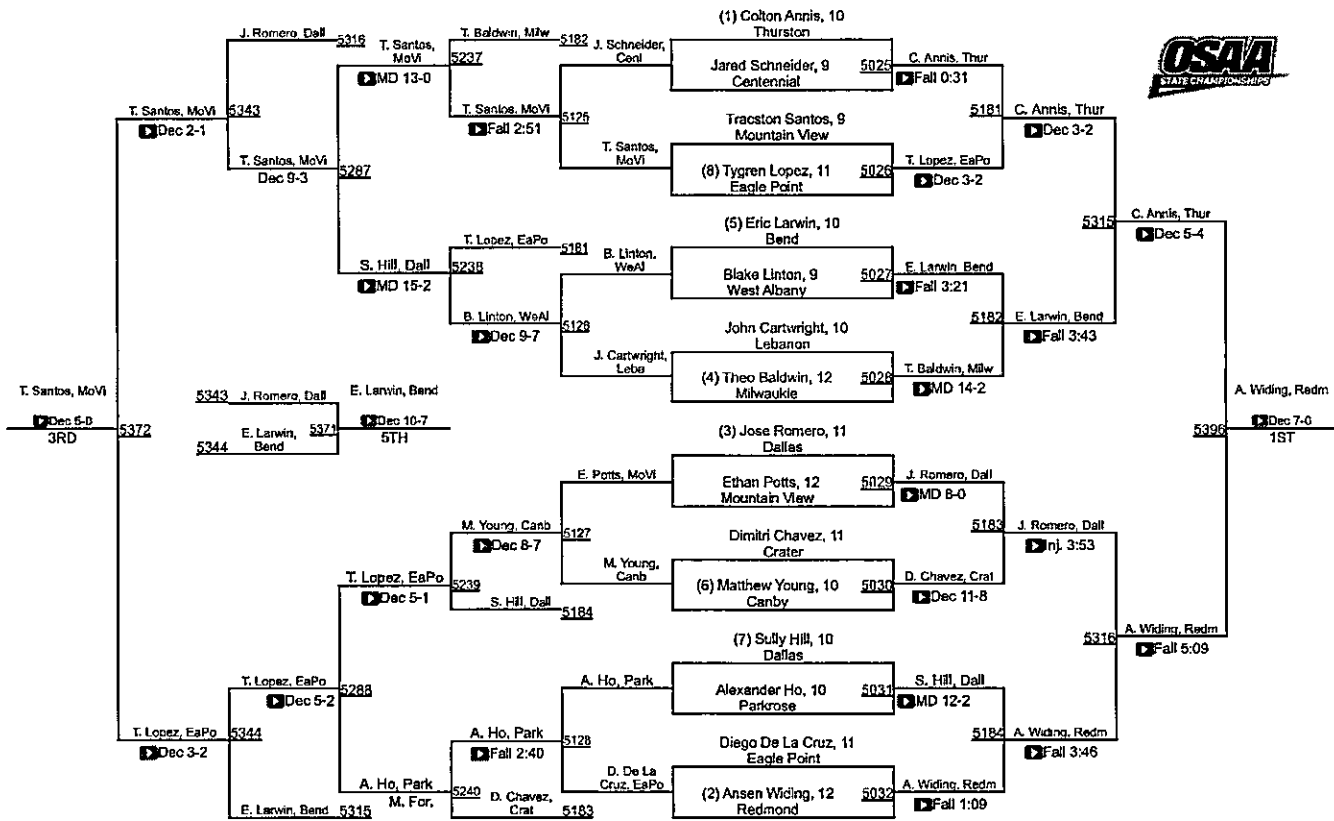 (1) Colton Annis, 10
Thurston
Jared Schneider, 9
Centennial
5025
Tracston Santos, 9
Mountain View
(8) Tygren Lopez, 11
Eagle Point
5026
(5) Eric Larwin, 10
Bend
Blake Linton, 9
West Albany
5027
John Cartwright, 10
Lebanon
(4) Theo Baldwin, 12
Milwaukie
5028
(3) Jose Romero, 11
Dallas
Ethan Potts, 12
Mountain View
5029
Dimitri Chavez, 11
Crater
(6) Matthew Young, 10
Canby
5030
(7) Sully Hill, 10
Dallas
Alexander Ho, 10
Parkrose
5031
Diego De La Cruz, 11
Eagle Point
(2) Ansen Widing, 12
Redmond
5032
OSAA
STATE CHAMPIONSHIPS
C. Annis, Thur
Fall 0:31
5181
T. Lopez, EaPo
Dec 3-2
E. Larwin, Bend
Fall 3:21
5182
T. Baldwin, Milw
MD 14-2
J. Romero, Dall
MD 8-0
5183
D. Chavez, Crat
Dec 11-8
S. Hill, Dall
MD 12-2
5184
A. Widing, Redm
Fall 1:09
C. Annis, Thur
Dec 3-2
5315
E. Larwin, Bend
Fall 3:43
J. Romero, Dall
Inj. 3:53
5316
A. Widing, Redm
Fall 3:46
C. Annis, Thur
Dec 5-4
5396
A. Widing, Redm
Fall 5:09
A. Widing, Redm
Dec 7-0
1ST
J. Schneider,
Cent
5125
T. Santos,
MoVi
B. Linton,
WeAl
5126
J. Cartwright,
Leba
E. Potts, MoVi
5127
M. Young,
Canb
A. Ho, Park
5128
D. De La
Cruz, EaPo
T. Baldwin, Milw
5182
5237
T. Santos, MoVi
Fall 2:51
T. Lopez, EaPo
5181
5238
B. Linton, WeAl
Dec 9-7
M. Young, Canb
Dec 8-7
5239
S. Hill, Dall
5184
A. Ho, Park
Fall 2:40
5240
D. Chavez,
Crat
5183
T. Santos,
MoVi
MD 13-0
5287
S. Hill, Dall
MD 15-2
T. Lopez, EaPo
Dec 5-1
5288
A. Ho, Park
M. For.
J. Romero, Dall
5316
5343
T. Santos, MoVi
Dec 9-3
T. Lopez, EaPo
Dec 5-2
5344
E. Larwin, Bend
5315
T. Santos, MoVi
Dec 2-1
5372
T. Lopez, EaPo
Dec 3-2
T. Santos, MoVi
3RD
5343
J. Romero, Dall
5371
5344
E. Larwin,
Bend
E. Larwin, Bend
Dec 10-7
5TH